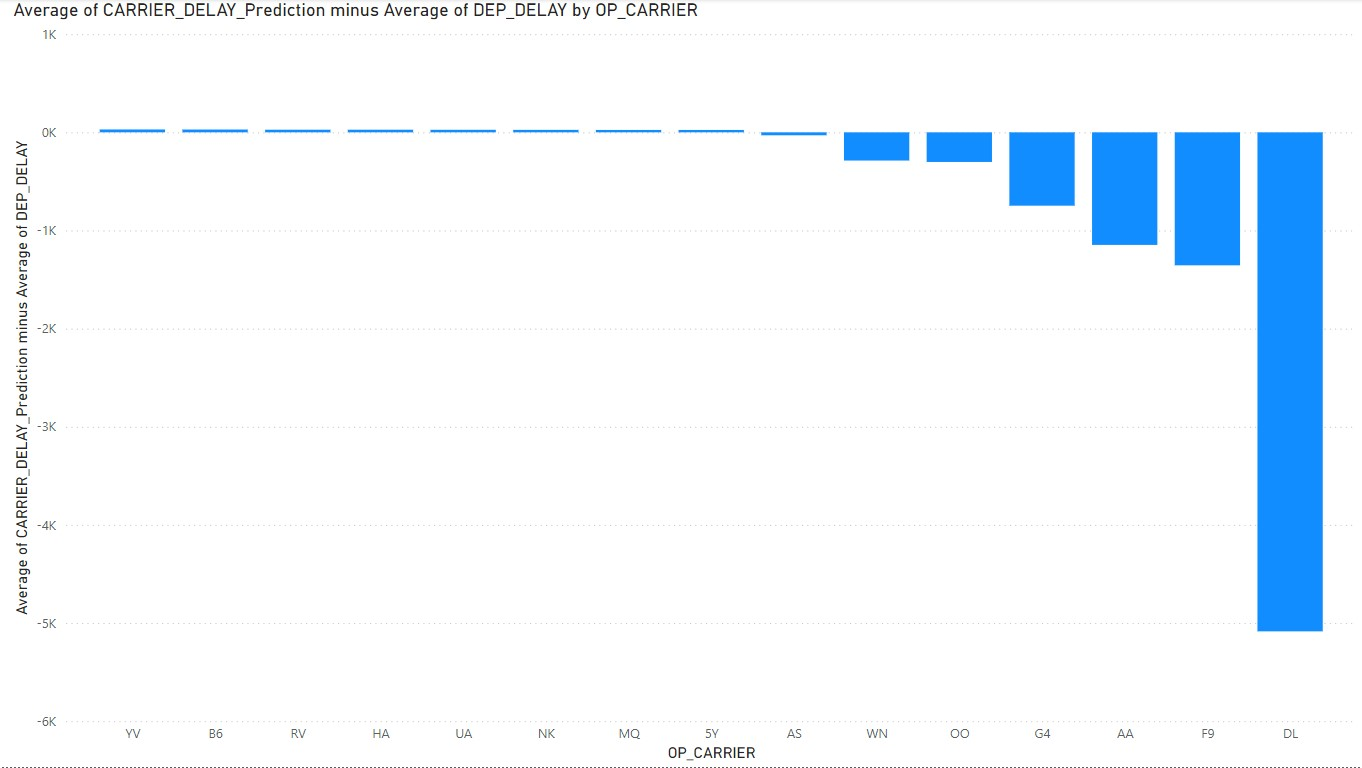 Average of CARRIER_DELAY_Prediction minus Average of DEP_DELAY by OP_CARRIER
Average of CARRIER_DELAY_Prediction minus Average of DEP_DELAY
1K
0K
-1K
-2K
-3K
-4K
-5K
-6K
YV B6 RV HA UA NK MQ 5Y AS WN OO G4 AA F9 DL
OP_CARRIER